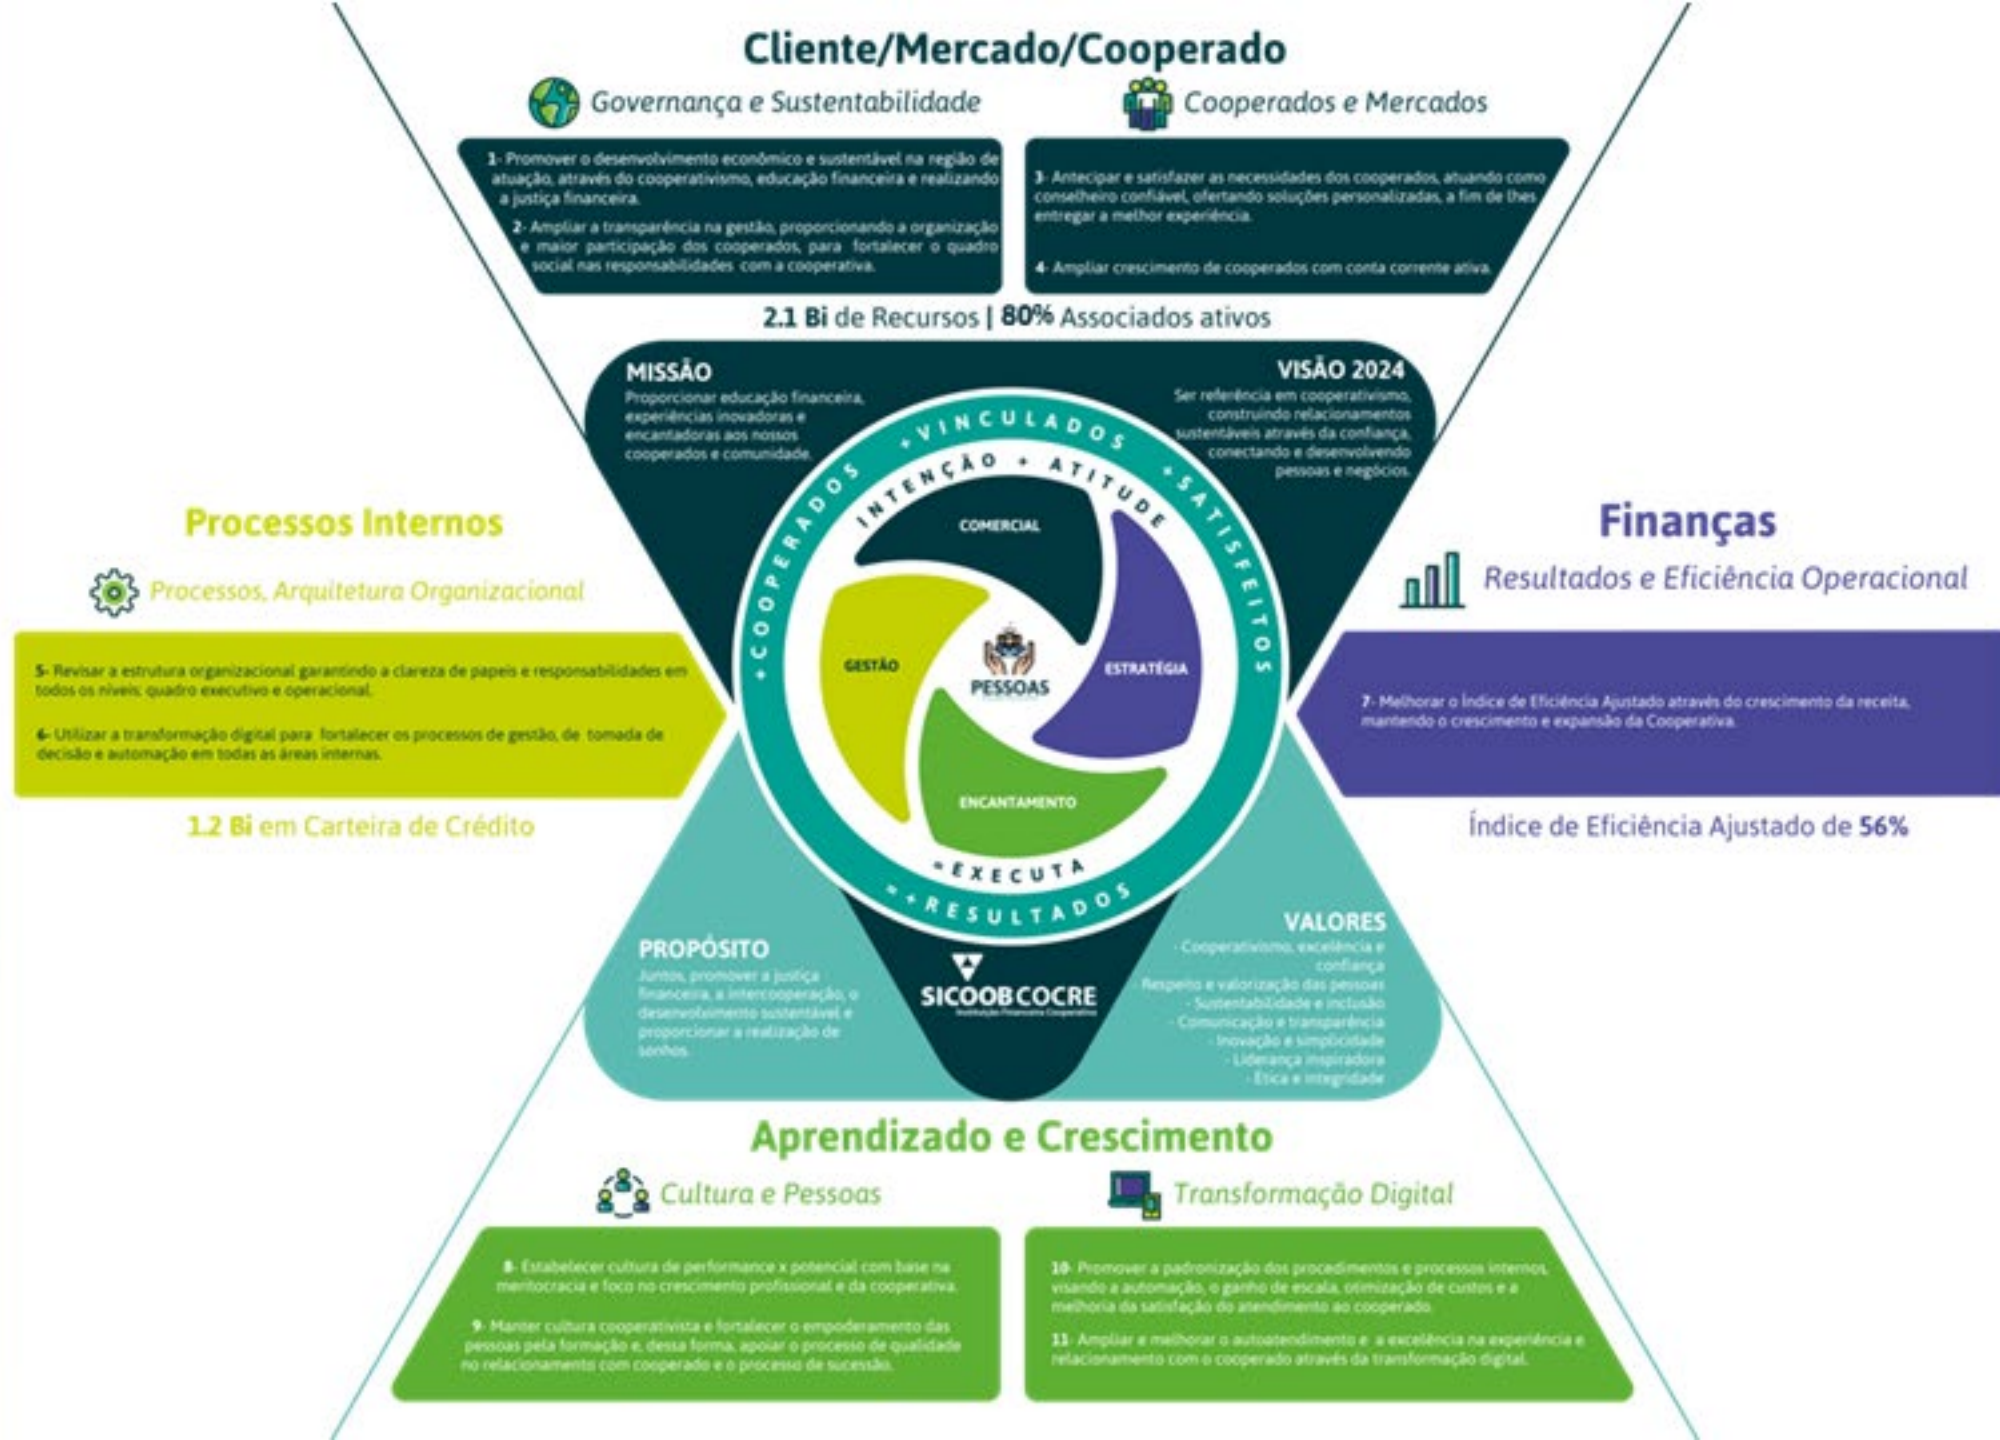 Cliente/Mercado/Cooperado
Governança e Sustentabilidade
1- Promover o desenvolvimento econômico e sustentável na região de
atuação, através do cooperativismo, educação financeira e realizando
a justiça financeira.
2- Ampliar a transparência na gestão, proporcionando a organização
e maior participação dos cooperados, para fortalecer o quadro
social nas responsabilidades com a cooperativa.
Cooperados e Mercados
3- Antecipar e satisfazer as necessidades dos cooperados, atuando como
conselheiro confiável, ofertando soluções personalizadas, a fim de lhes
entregar a melhor experiência.
4- Ampliar crescimento de cooperados com conta corrente ativa.
2.1 Bi de Recursos | 80% Associados ativos
MISSÃO
Proporcionar educação financeira,
experiências inovadoras e
encantadoras aos nossos
cooperados e comunidade.
VISÃO 2024
Ser referência em cooperativismo,
construindo relacionamentos
sustentáveis através da confiança,
conectando e desenvolvendo
pessoas e negócios.
+COOPERADOS +VINCULADOS +SATISFEITOS
INTENÇÃO + ATITUDE
COMERCIAL
GESTÃO
PESSOAS
ESTRATÉGIA
ENCANTAMENTO
=EXECUTA
=+RESULTADOS
Processos Internos
Processos, Arquitetura Organizacional
5- Revisar a estrutura organizacional garantindo a clareza de papeis e responsabilidades em
todos os níveis: quadro executivo e operacional.
6- Utilizar a transformação digital para fortalecer os processos de gestão, de tomada de
decisão e automação em todas as áreas internas.
1.2 Bi em Carteira de Crédito
Finanças
Resultados e Eficiência Operacional
7- Melhorar o Índice de Eficiência Ajustado através do crescimento da receita,
mantendo o crescimento e expansão da Cooperativa.
Índice de Eficiência Ajustado de 56%
PROPÓSITO
Juntos, promover a justiça
financeira, a intercooperação, o
desenvolvimento sustentável e
proporcionar a realização de
sonhos.
SICOOB COCRE
Instituição Financeira Cooperativa
VALORES
- Cooperativismo, excelência e
confiança
Respeito e valorização das pessoas
- Sustentabilidade e inclusão
- Comunicação e transparência
- Inovação e simplicidade
- Liderança inspiradora
- Ética e integridade
Aprendizado e Crescimento
Cultura e Pessoas
8- Estabelecer cultura de performance x potencial com base na
meritocracia e foco no crescimento profissional e da cooperativa.
9- Manter cultura cooperativista e fortalecer o empoderamento das
pessoas pela formação e, dessa forma, apoiar o processo de qualidade
no relacionamento com cooperado e o processo de sucessão.
Transformação Digital
10- Promover a padronização dos procedimentos e processos internos,
visando a automação, o ganho de escala, otimização de custos e a
melhoria da satisfação do atendimento ao cooperado.
11- Ampliar e melhorar o autoatendimento e a excelência na experiência e
relacionamento com o cooperado através da transformação digital.